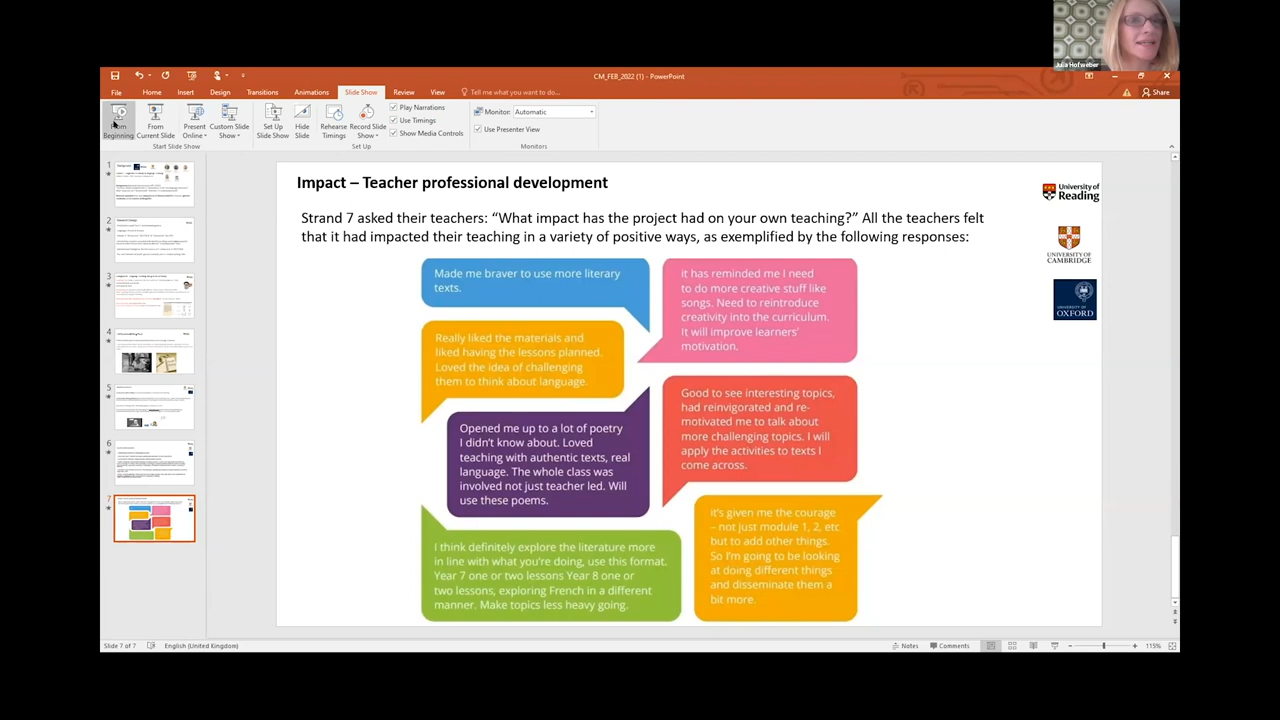 Julia Hofweber
CM_FEB_2022 (1) - PowerPoint
File Home Insert Design Transitions Animations Slide Show Review View Tell me what you want to do...
Share
From Beginning
From Current Slide
Present Online
Custom Slide Show
Set Up Slide Show
Hide Slide
Rehearse Timings
Record Slide Show
Play Narrations
Use Timings
Show Media Controls
Monitor: Automatic
Use Presenter View
Start Slide Show
Set Up
Monitors
1
2
3
4
5
6
7
Impact – Teacher professional development
Strand 7 asked their teachers: “What impact has the project had on your own teaching?” All the teachers felt
that it had impacted their teaching in a variety of positive ways, as exemplified by the following responses:
University of
Reading
UNIVERSITY OF
CAMBRIDGE
UNIVERSITY OF
OXFORD
Made me braver to use more literary
texts.
it has reminded me I need
to do more creative stuff like
songs. Need to reintroduce
creativity into the curriculum.
It will improve learners’
motivation.
Really liked the materials and
liked having the lessons planned.
Loved the idea of challenging
them to think about language.
Good to see interesting topics,
had reinvigorated and re-
motivated me to talk about
more challenging topics. I will
apply the activities to texts I
come across.
Opened me up to a lot of poetry
I didn’t know about. Loved
teaching with authentic texts, real
language. The whole class was
involved not just teacher led. Will
use these poems.
It’s given me the courage
– not just module 1, 2, etc
but to add other things.
So I’m going to be looking
at doing different things
and disseminate them a
bit more.
I think definitely explore the literature more
in line with what you’re doing, use this format.
Year 7 one or two lessons Year 8 one or
two lessons, exploring French in a different
manner. Make topics less heavy going.
Slide 7 of 7 English (United Kingdom)
Notes Comments 115%